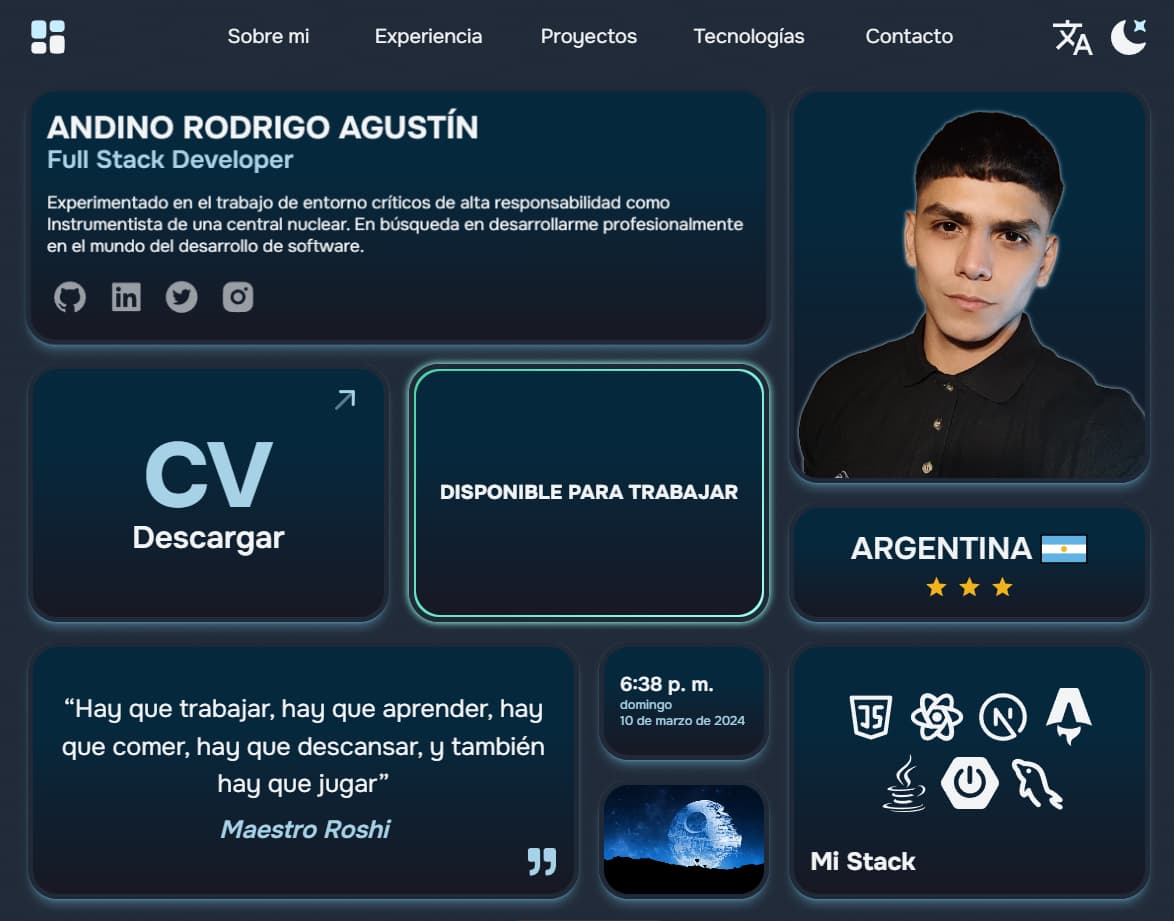 Sobre mi
Experiencia
Proyectos
Tecnologías
Contacto
ANDINO RODRIGO AGUSTÍN
Full Stack Developer
Experimentado en el trabajo de entorno críticos de alta responsabilidad como
Instrumentista de una central nuclear. En búsqueda en desarrollarme profesionalmente
en el mundo del desarrollo de software.
in
CV
Descargar
DISPONIBLE PARA TRABAJAR
ARGENTINA
“Hay que trabajar, hay que aprender, hay
que comer, hay que descansar, y también
hay que jugar”
Maestro Roshi
6:38 p. m.
domingo
10 de marzo de 2024
JS
N
Mi Stack